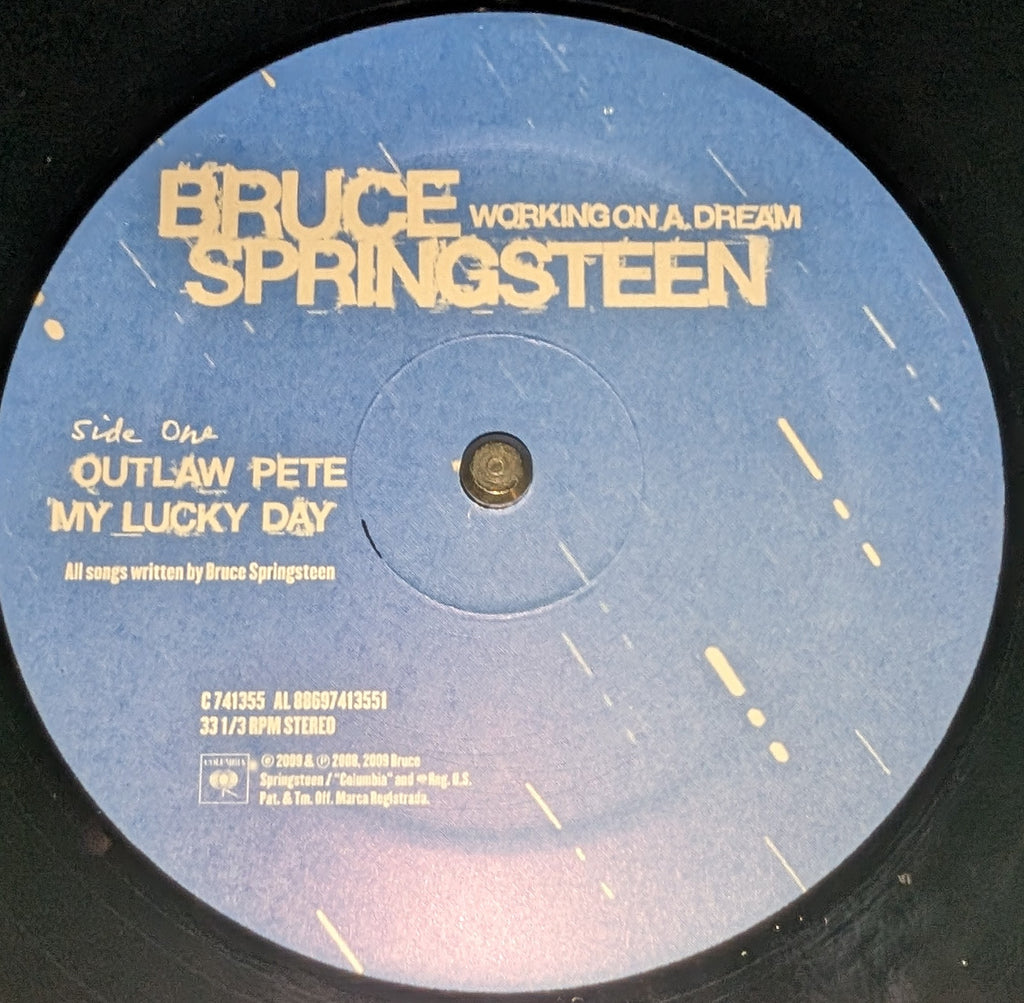 BRUCE WORKING ON A DREAM
SPRINGSTEEN
Side One
OUTLAW PETE
MY LUCKY DAY
All songs written by Bruce Springsteen
C 741355 AL 88697413551
33 1/3 RPM STEREO
COLUMBIA
© 2009 & ℗ 2008, 2009 Bruce
Springsteen / "Columbia" and Reg. U.S.
Pat. & Tm. Off. Marca Registrada.